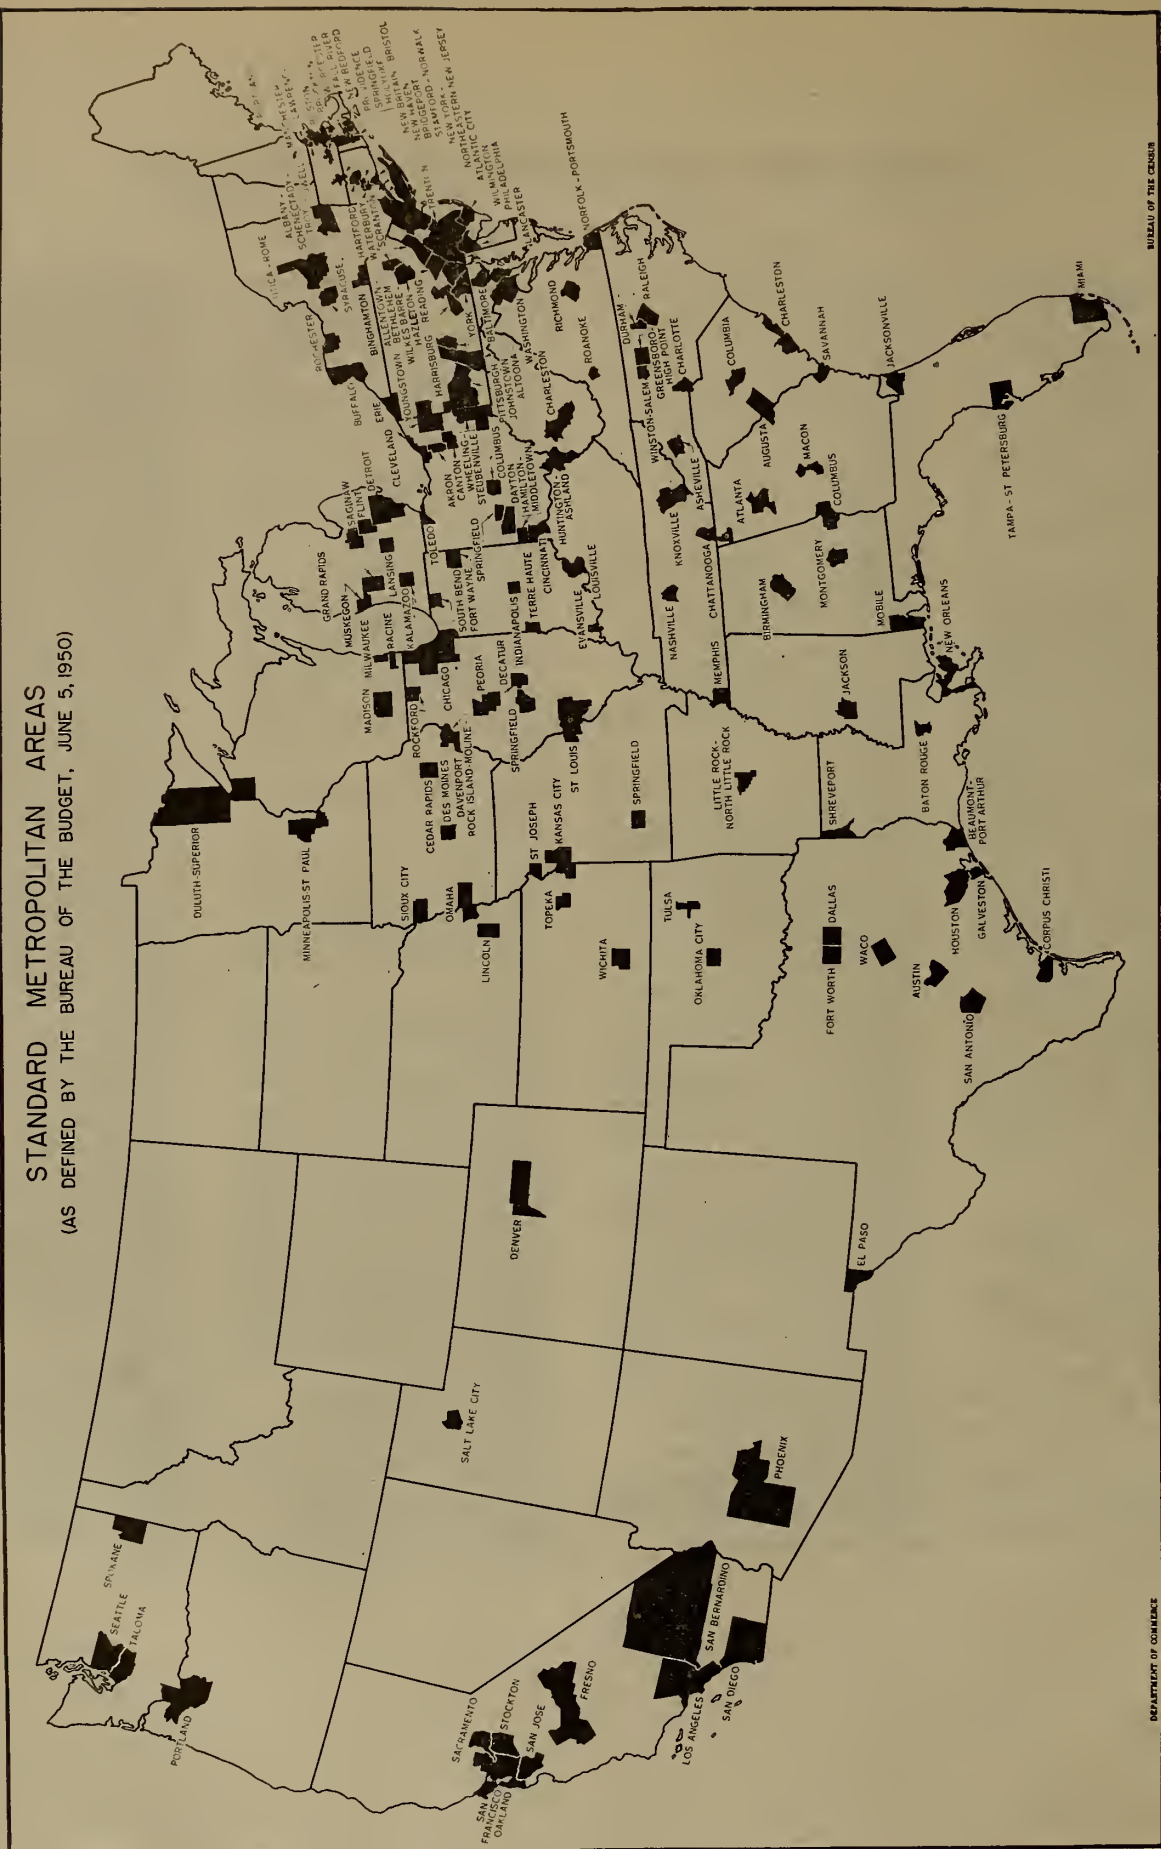 STANDARD METROPOLITAN AREAS
(AS DEFINED BY THE BUREAU OF THE BUDGET, JUNE 5, 1950)
SPOKANE
SEATTLE
TACOMA
PORTLAND
SACRAMENTO
STOCKTON
SAN JOSE
SAN
FRANCISCO
OAKLAND
FRESNO
LOS ANGELES
SAN BERNARDINO
SAN DIEGO
PHOENIX
SALT LAKE CITY
DENVER
EL PASO
DULUTH-SUPERIOR
MINNEAPOLIS ST PAUL
SIOUX CITY
OMAHA
LINCOLN
TOPEKA
WICHITA
TULSA
OKLAHOMA CITY
FORT WORTH
DALLAS
WACO
AUSTIN
SAN ANTONIO
HOUSTON
GALVESTON
CORPUS CHRISTI
BEAUMONT-
PORT ARTHUR
CEDAR RAPIDS
DES MOINES
DAVENPORT
ROCK ISLAND-MOLINE
ST JOSEPH
KANSAS CITY
ST LOUIS
SPRINGFIELD
LITTLE ROCK-
NORTH LITTLE ROCK
SHREVEPORT
BATON ROUGE
NEW ORLEANS
MADISON
MILWAUKEE
RACINE
KALAMAZOO
ROCKFORD
CHICAGO
PEORIA
SPRINGFIELD
DECATUR
INDIANAPOLIS
TERRE HAUTE
EVANSVILLE
LOUISVILLE
GRAND RAPIDS
MUSKEGON
LANSING
SAGINAW
FLINT
DETROIT
TOLEDO
CLEVELAND
SOUTH BEND
FORT WAYNE
SPRINGFIELD
CINCINNATI
AKRON
CANTON
WHEELING-
STEUBENVILLE
COLUMBUS
DAYTON
HAMILTON-
MIDDLETOWN
HUNTINGTON-
ASHLAND
CHARLESTON
PITTSBURGH
JOHNSTOWN
ALTOONA
WASHINGTON
BALTIMORE
YORK
HARRISBURG
READING
HAZLETON
WILKES BARRE-
BETHLEHEM
ALLENTOWN-
YOUNGSTOWN
ERIE
BUFFALO
BINGHAMTON
ROCHESTER
SYRACUSE
UTICA-ROME
ALBANY-
SCHENECTADY-
TROY
HARTFORD
WATERBURY
SCRANTON
LAWRENCE
FALL RIVER
NEW BEDFORD
PROVIDENCE
SPRINGFIELD
HOLYOKE
BRISTOL
NEW BRITAIN
NEW HAVEN
BRIDGEPORT
STAMFORD-NORWALK
NEW YORK-
NORTHEASTERN NEW JERSEY
TRENTON
ATLANTIC CITY
WILMINGTON
PHILADELPHIA
LANCASTER
NORFOLK-PORTSMOUTH
RICHMOND
ROANOKE
DURHAM
RALEIGH
WINSTON-SALEM
GREENSBORO-
HIGH POINT
CHARLOTTE
ASHEVILLE
COLUMBIA
CHARLESTON
SAVANNAH
AUGUSTA
MACON
ATLANTA
COLUMBUS
JACKSONVILLE
TAMPA-ST PETERSBURG
MIAMI
KNOXVILLE
CHATTANOOGA
NASHVILLE
MEMPHIS
BIRMINGHAM
MONTGOMERY
MOBILE
JACKSON
DEPARTMENT OF COMMERCE
BUREAU OF THE CENSUS